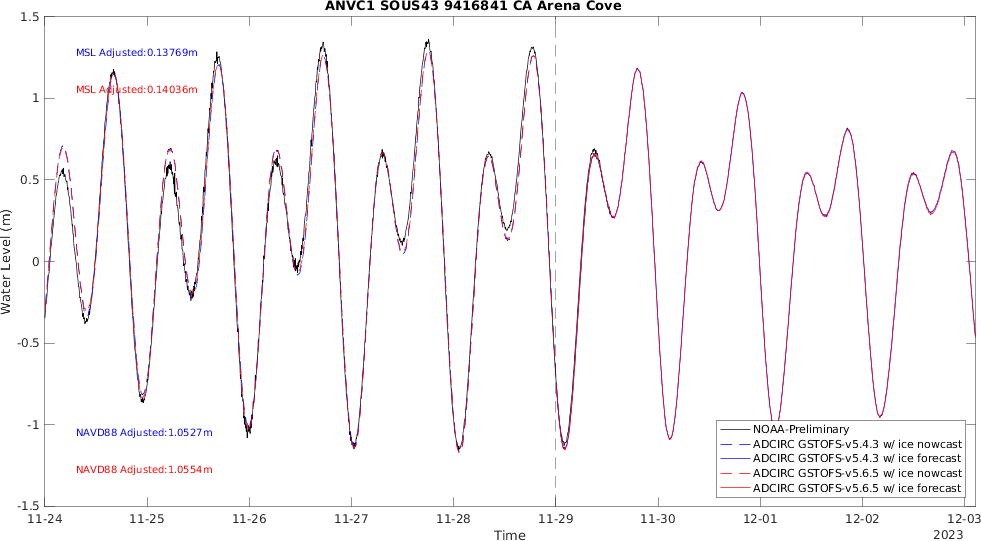 ANVC1 SOUS43 9416841 CA Arena Cove
1.5
1
0.5
0
-0.5
-1
-1.5
Water Level (m)
MSL Adjusted:0.13769m
MSL Adjusted:0.14036m
NAVD88 Adjusted:1.0527m
NAVD88 Adjusted:1.0554m
NOAA-Preliminary
ADCIRC GSTOFS-v5.4.3 w/ ice nowcast
ADCIRC GSTOFS-v5.4.3 w/ ice forecast
ADCIRC GSTOFS-v5.6.5 w/ ice nowcast
ADCIRC GSTOFS-v5.6.5 w/ ice forecast
11-24 11-25 11-26 11-27 11-28 11-29 11-30 12-01 12-02 12-03
Time
2023